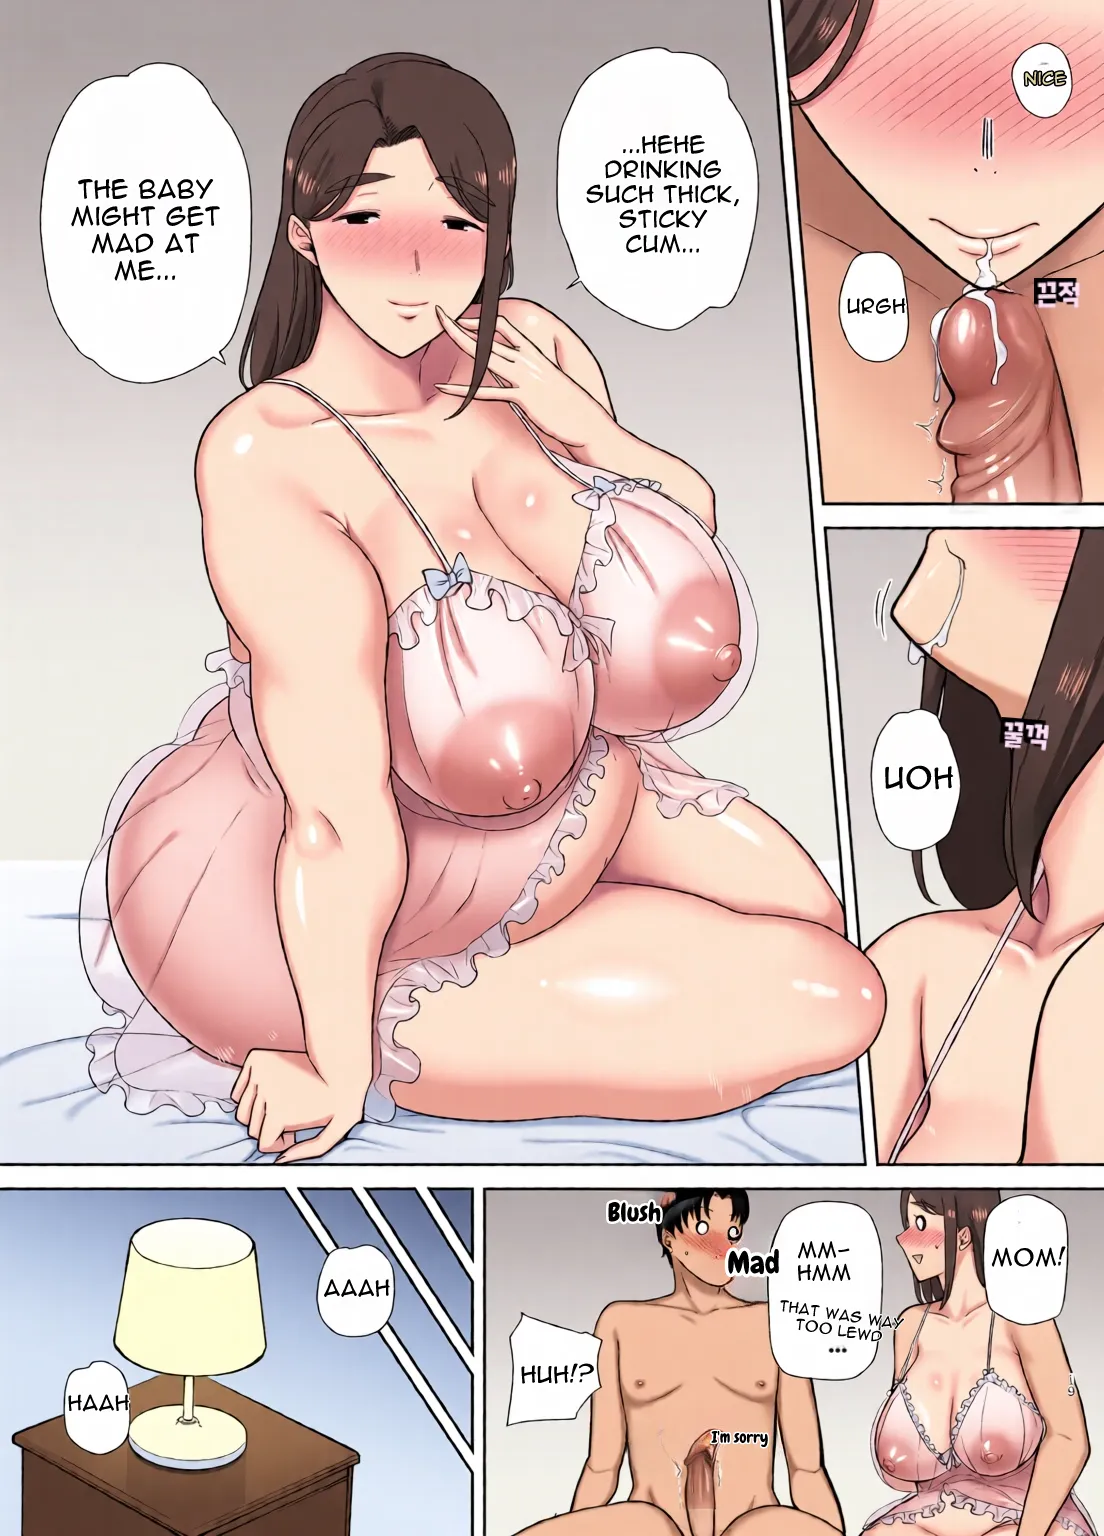 NICE
...HEHE
DRINKING
SUCH THICK,
STICKY
CUM...
THE BABY
MIGHT GET
MAD AT
ME...
URGH
끈적
UOH
꿀꺽
AAAH
HAAH
MOM!
MM-
HMM
THAT WAS WAY
TOO LEWD
...
Blush
Mad
HUH!?
I'm sorry
19